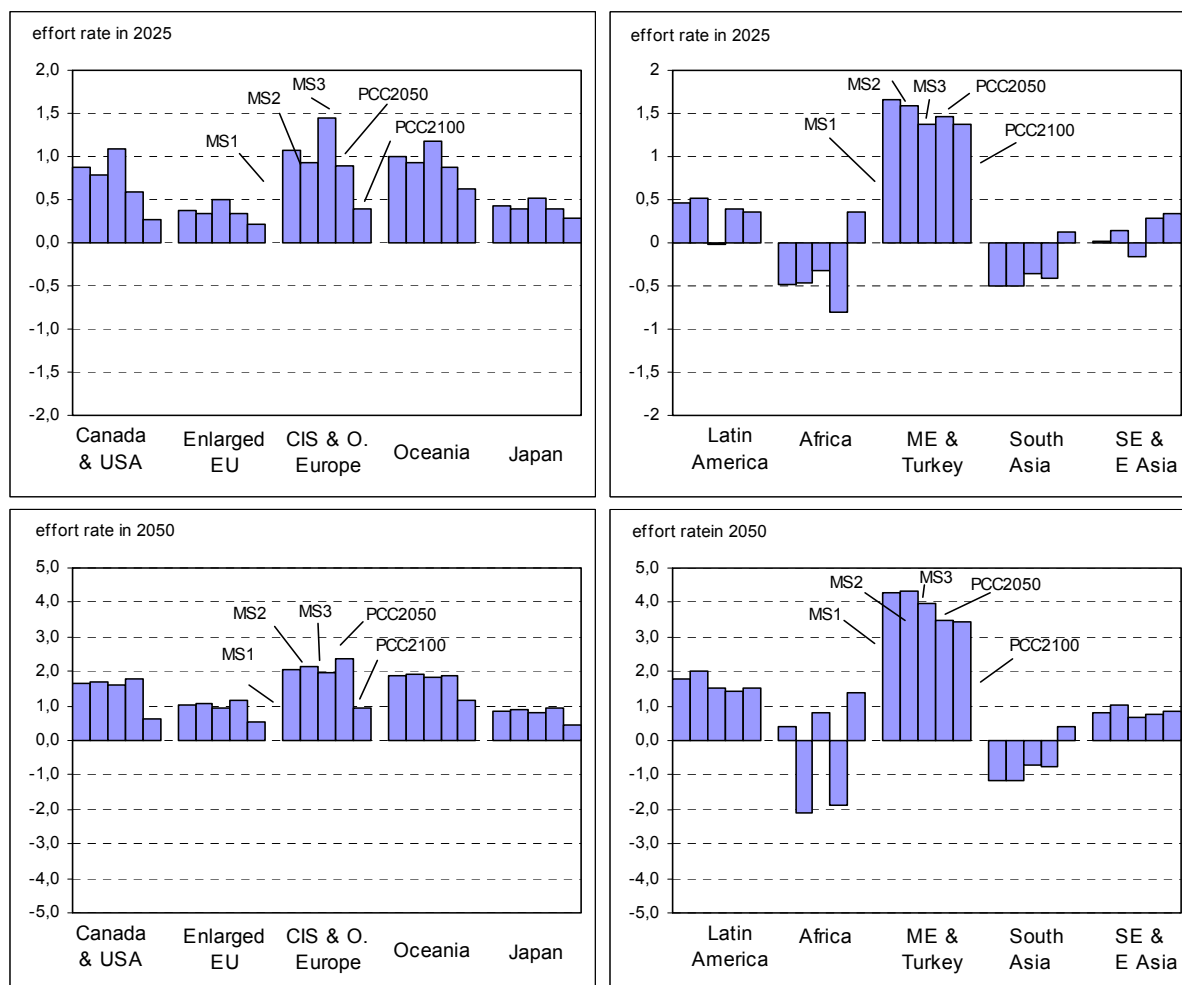 effort rate in 2025
2,0
1,5
1,0
0,5
0,0
-0,5
-1,0
-1,5
-2,0
MS1
MS2
MS3
PCC2050
PCC2100
Canada
& USA
Enlarged
EU
CIS & O.
Europe
Oceania
Japan
effort rate in 2025
2
1,5
1
0,5
0
-0,5
-1
-1,5
-2
MS1
MS2
MS3
PCC2050
PCC2100
Latin
America
Africa
ME &
Turkey
South
Asia
SE &
E Asia
effort rate in 2050
5,0
4,0
3,0
2,0
1,0
0,0
-1,0
-2,0
-3,0
-4,0
-5,0
MS1
MS2
MS3
PCC2050
PCC2100
Canada
& USA
Enlarged
EU
CIS & O.
Europe
Oceania
Japan
effort ratein 2050
5,0
4,0
3,0
2,0
1,0
0,0
-1,0
-2,0
-3,0
-4,0
-5,0
MS1
MS2
MS3
PCC2050
PCC2100
Latin
America
Africa
ME &
Turkey
South
Asia
SE &
E Asia